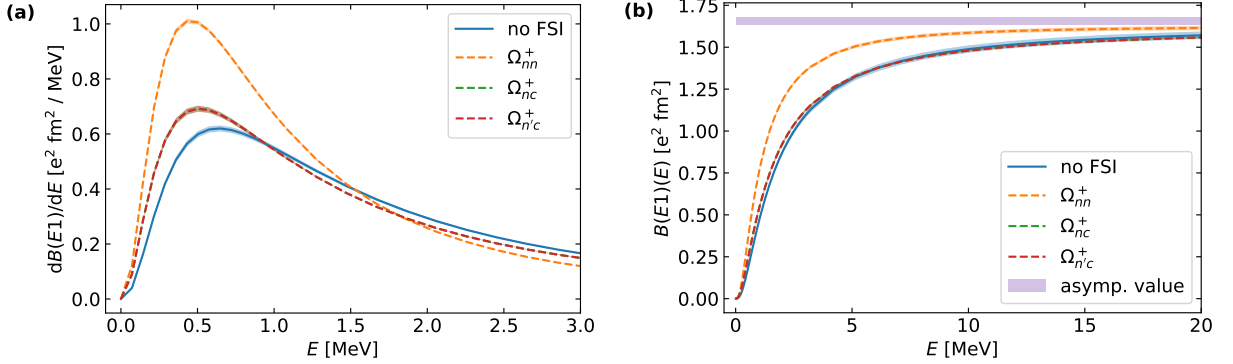 (a)
1.0
0.8
0.6
0.4
0.2
0.0
dB(E1)/dE [e² fm² / MeV]
0.0 0.5 1.0 1.5 2.0 2.5 3.0
E [MeV]
no FSI
Ω⁺ₙₙ
Ω⁺nc
Ω⁺n′c
(b)
1.75
1.50
1.25
1.00
0.75
0.50
0.25
0.00
B(E1)(E) [e² fm²]
0 5 10 15 20
E [MeV]
no FSI
Ω⁺ₙₙ
Ω⁺nc
Ω⁺n′c
asymp. value